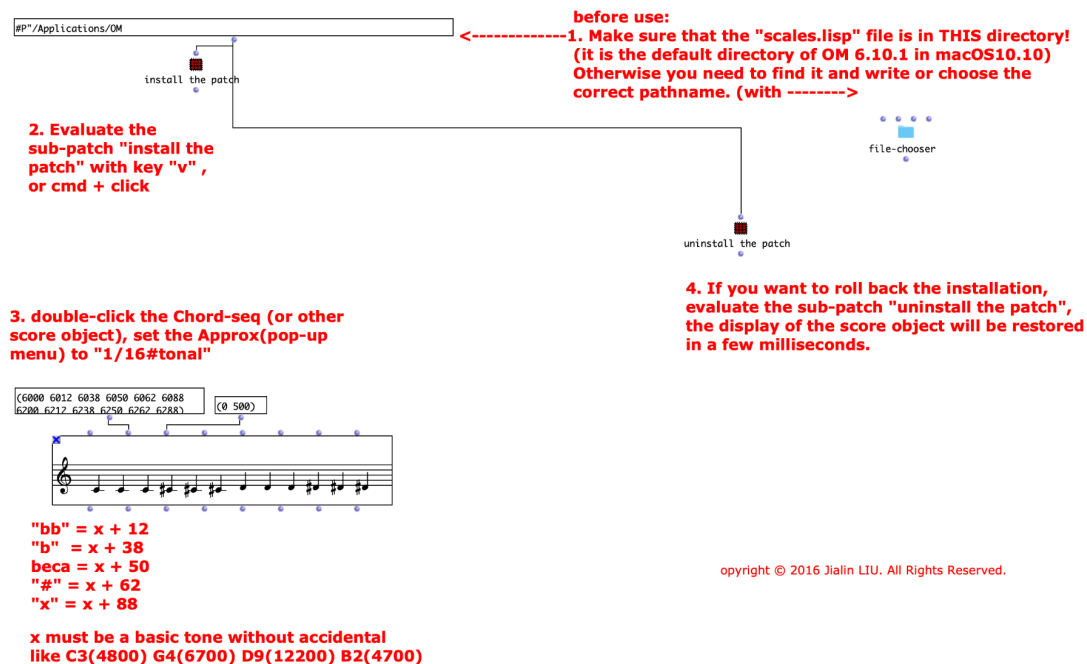 #P"/Applications/OM
before use:
<-------------1. Make sure that the "scales.lisp" file is in THIS directory!
(it is the default directory of OM 6.10.1 in macOS10.10)
Otherwise you need to find it and write or choose the
correct pathname. (with -------->
install the patch
file-chooser
2. Evaluate the
sub-patch "install the
patch" with key "v" ,
or cmd + click
uninstall the patch
4. If you want to roll back the installation,
evaluate the sub-patch "uninstall the patch",
the display of the score object will be restored
in a few milliseconds.
3. double-click the Chord-seq (or other
score object), set the Approx(pop-up
menu) to "1/16#tonal"
(6000 6012 6038 6050 6062 6088
6200 6212 6238 6250 6262 6288)
(0 500)
"bb" = x + 12
"b" = x + 38
beca = x + 50
"#" = x + 62
"x" = x + 88
opyright © 2016 Jialin LIU. All Rights Reserved.
x must be a basic tone without accidental
like C3(4800) G4(6700) D9(12200) B2(4700)